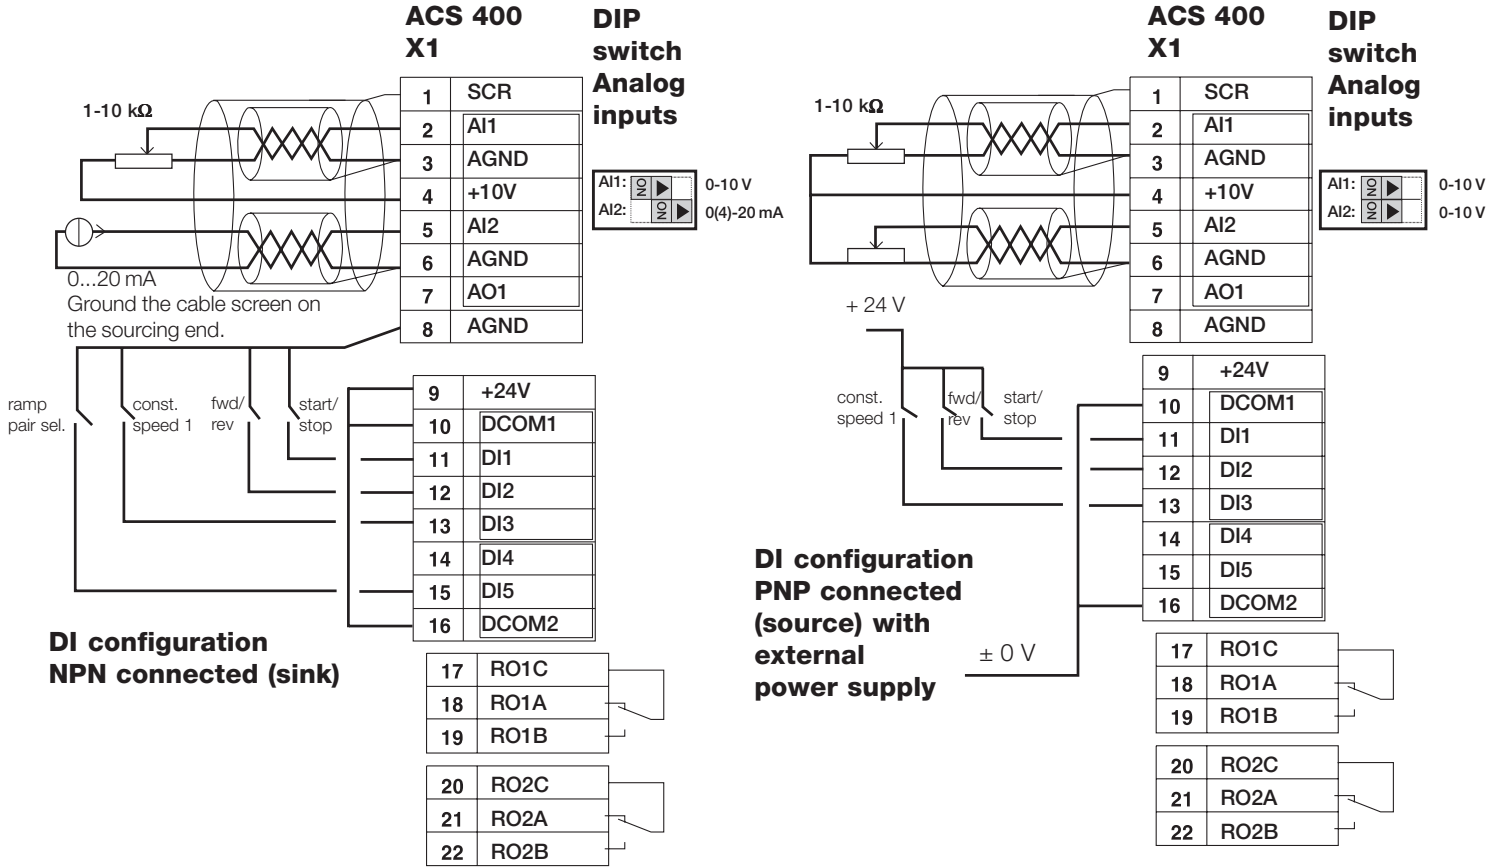 ACS 400
X1
DIP
switch
Analog
inputs
1-10 kΩ
1 SCR
2 AI1
3 AGND
4 +10V
5 AI2
6 AGND
7 AO1
8 AGND
AI1: ON 0-10 V
AI2: ON 0(4)-20 mA
0...20 mA
Ground the cable screen on
the sourcing end.
ramp
pair sel.
const.
speed 1
fwd/
rev
start/
stop
9 +24V
10 DCOM1
11 DI1
12 DI2
13 DI3
14 DI4
15 DI5
16 DCOM2
DI configuration
NPN connected (sink)
17 RO1C
18 RO1A
19 RO1B
20 RO2C
21 RO2A
22 RO2B
ACS 400
X1
DIP
switch
Analog
inputs
1-10 kΩ
1 SCR
2 AI1
3 AGND
4 +10V
5 AI2
6 AGND
7 AO1
8 AGND
AI1: ON 0-10 V
AI2: ON 0-10 V
+ 24 V
const.
speed 1
fwd/
rev
start/
stop
9 +24V
10 DCOM1
11 DI1
12 DI2
13 DI3
14 DI4
15 DI5
16 DCOM2
DI configuration
PNP connected
(source) with
external
power supply
± 0 V
17 RO1C
18 RO1A
19 RO1B
20 RO2C
21 RO2A
22 RO2B